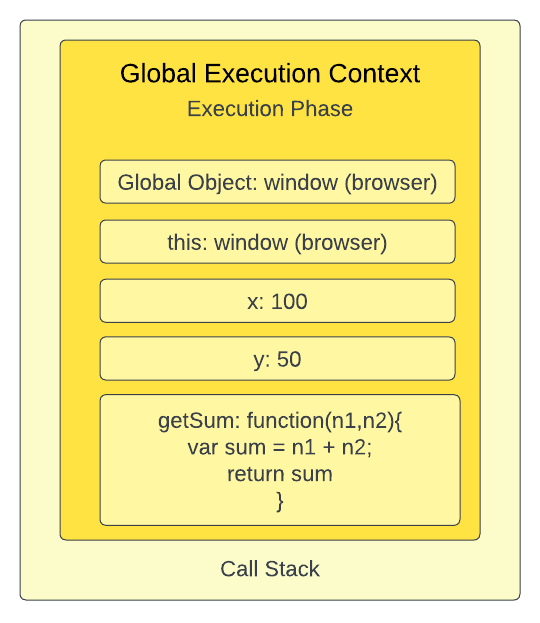 Global Execution Context
Execution Phase
Global Object: window (browser)
this: window (browser)
x: 100
y: 50
getSum: function(n1,n2){
var sum = n1 + n2;
return sum
}
Call Stack